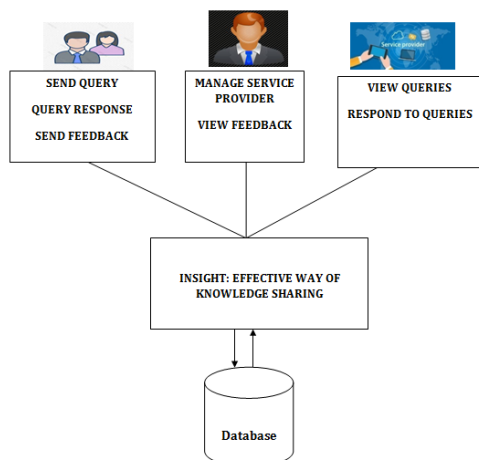 Service provider
SEND QUERY
QUERY RESPONSE
SEND FEEDBACK
MANAGE SERVICE
PROVIDER
VIEW FEEDBACK
VIEW QUERIES
RESPOND TO QUERIES
INSIGHT: EFFECTIVE WAY OF
KNOWLEDGE SHARING
Database